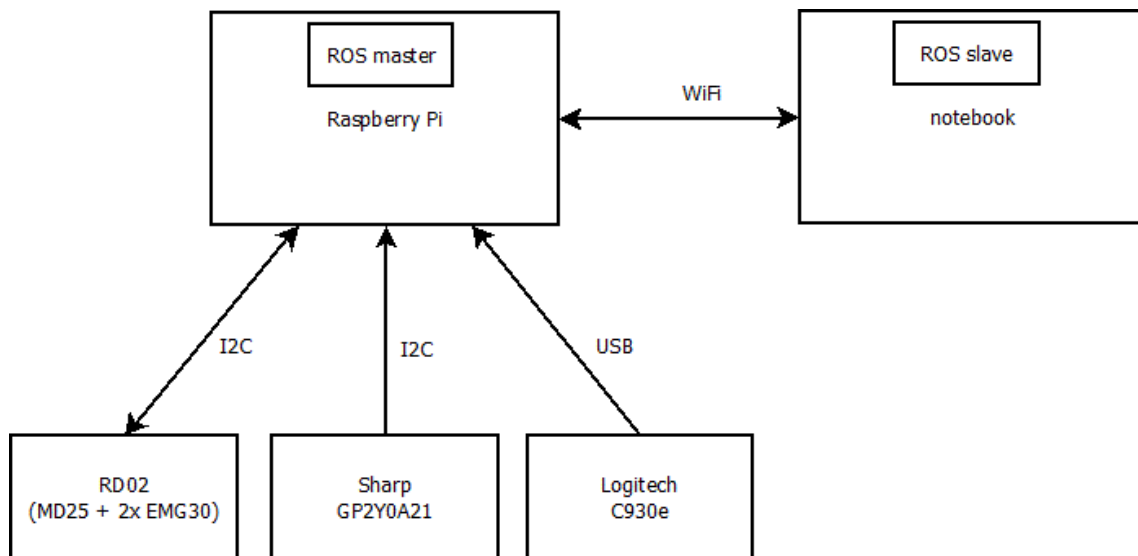 ROS master
Raspberry Pi
WiFi
ROS slave
notebook
I2C
I2C
USB
RD02
(MD25 + 2x EMG30)
Sharp
GP2Y0A21
Logitech
C930e